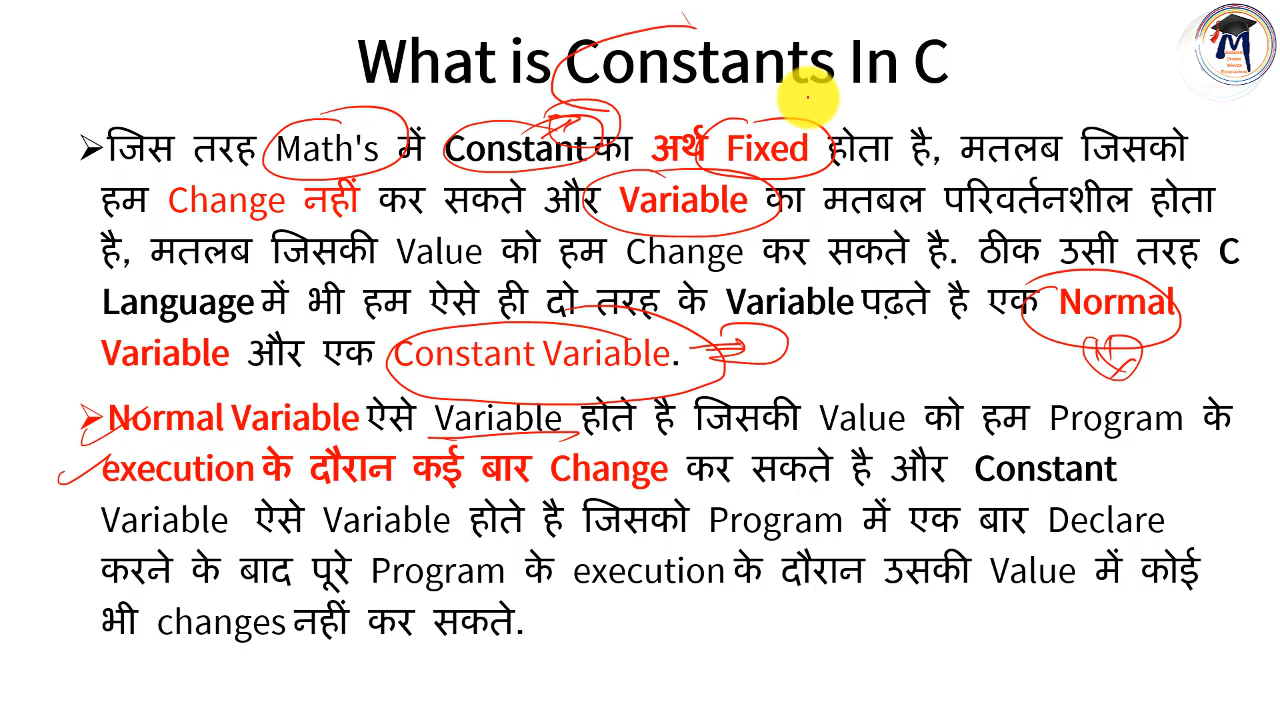 What is Constants In C
➢जिस तरह Math's में Constant का अर्थ Fixed होता है, मतलब जिसको
हम Change नहीं कर सकते और Variable का मतबल परिवर्तनशील होता
है, मतलब जिसकी Value को हम Change कर सकते है. ठीक उसी तरह C
Language में भी हम ऐसे ही दो तरह के Variable पढ़ते है एक Normal
Variable और एक Constant Variable.
➢Normal Variable ऐसे Variable होते है जिसकी Value को हम Program के
execution के दौरान कई बार Change कर सकते है और Constant
Variable ऐसे Variable होते है जिसको Program में एक बार Declare
करने के बाद पूरे Program के execution के दौरान उसकी Value में कोई
भी changes नहीं कर सकते.